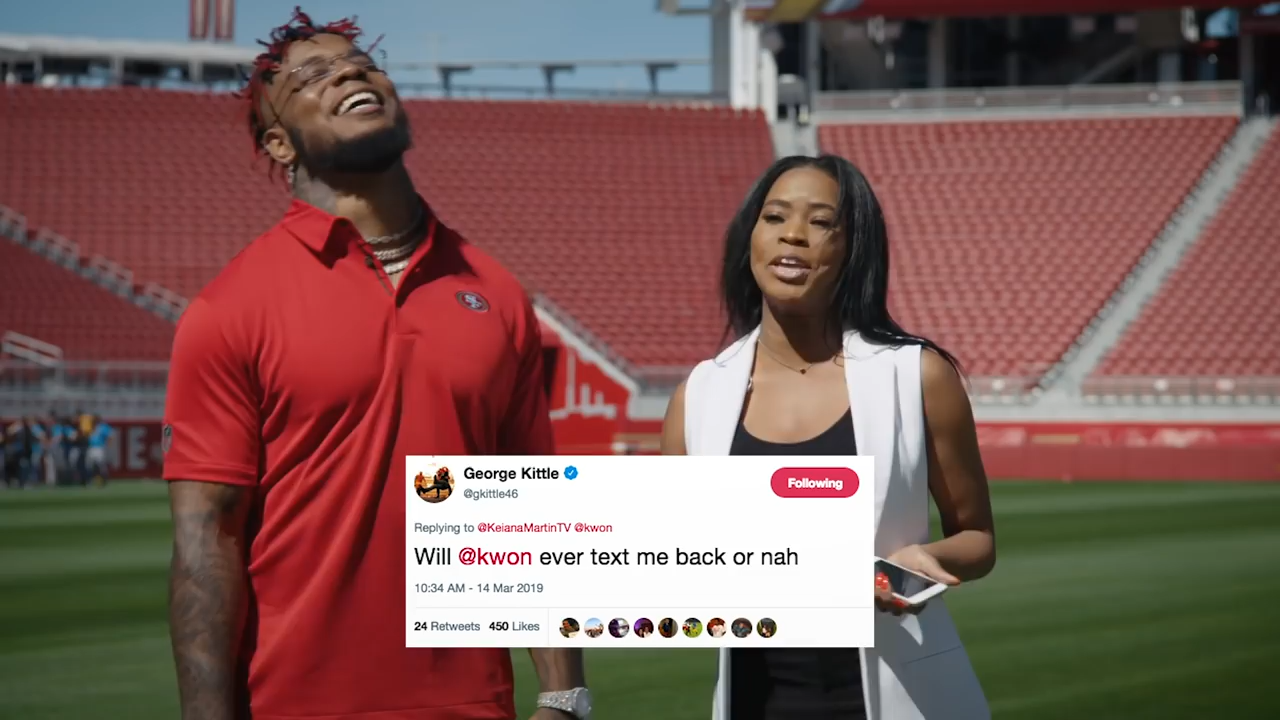 George Kittle
@gkittle46
Following
Replying to @KeianaMartinTV @kwon
Will @kwon ever text me back or nah
10:34 AM - 14 Mar 2019
24 Retweets 450 Likes